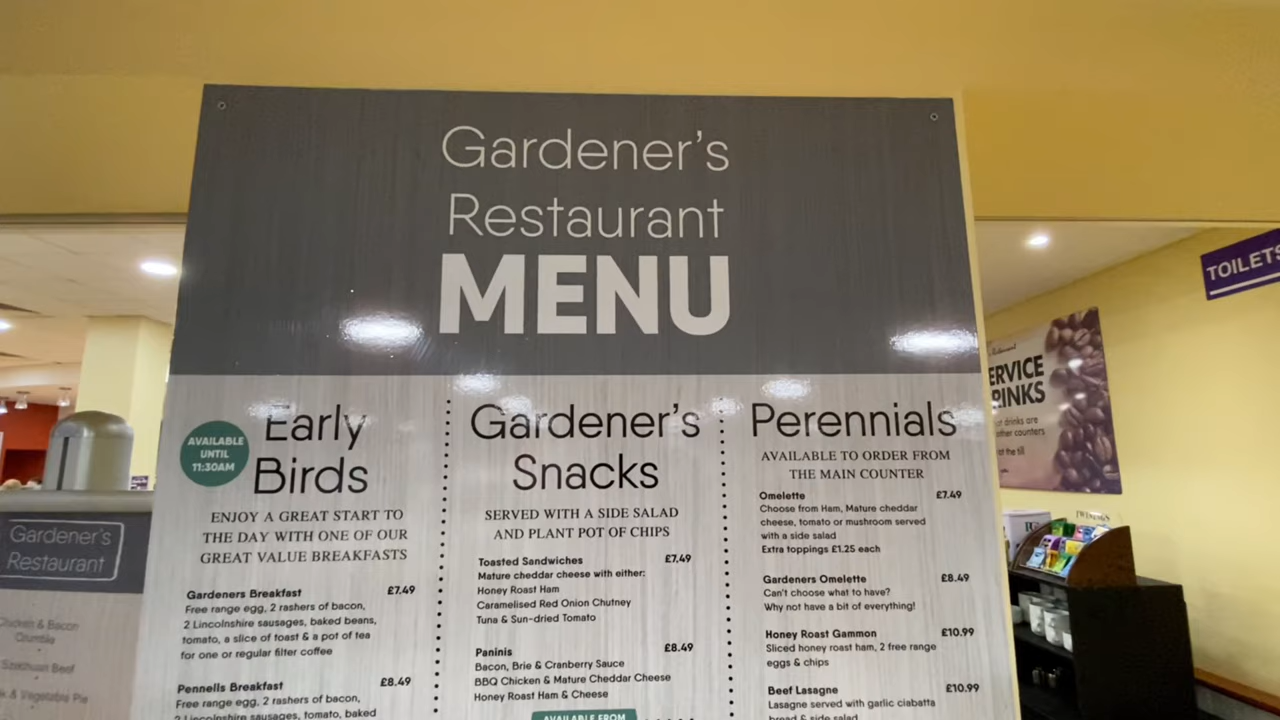 Gardener's
Restaurant
MENU
AVAILABLE
UNTIL
11:30AM
Early
Birds
ENJOY A GREAT START TO
THE DAY WITH ONE OF OUR
GREAT VALUE BREAKFASTS
Gardeners Breakfast £7.49
Free range egg, 2 rashers of bacon,
2 Lincolnshire sausages, baked beans,
tomato, a slice of toast & a pot of tea
for one or regular filter coffee
Pennells Breakfast £8.49
Free range egg, 2 rashers of bacon,
2 Lincolnshire sausages, tomato, baked
Gardener's
Snacks
SERVED WITH A SIDE SALAD
AND PLANT POT OF CHIPS
Toasted Sandwiches £7.49
Mature cheddar cheese with either:
Honey Roast Ham
Caramelised Red Onion Chutney
Tuna & Sun-dried Tomato
Paninis £8.49
Bacon, Brie & Cranberry Sauce
BBQ Chicken & Mature Cheddar Cheese
Honey Roast Ham & Cheese
AVAILABLE FROM
Perennials
AVAILABLE TO ORDER FROM
THE MAIN COUNTER
Omelette £7.49
Choose from Ham, Mature cheddar
cheese, tomato or mushroom served
with a side salad
Extra toppings £1.25 each
Gardeners Omelette £8.49
Can't choose what to have?
Why not have a bit of everything!
Honey Roast Gammon £10.99
Sliced honey roast ham, 2 free range
eggs & chips
Beef Lasagne £10.99
Lasagne served with garlic ciabatta
bread & side salad
Gardener's
Restaurant
Chicken & Bacon
Szechuan Beef
& Vegetable Pie
TOILETS
ERVICE
RINKS
drinks are
other counters
at the till
TWININGS